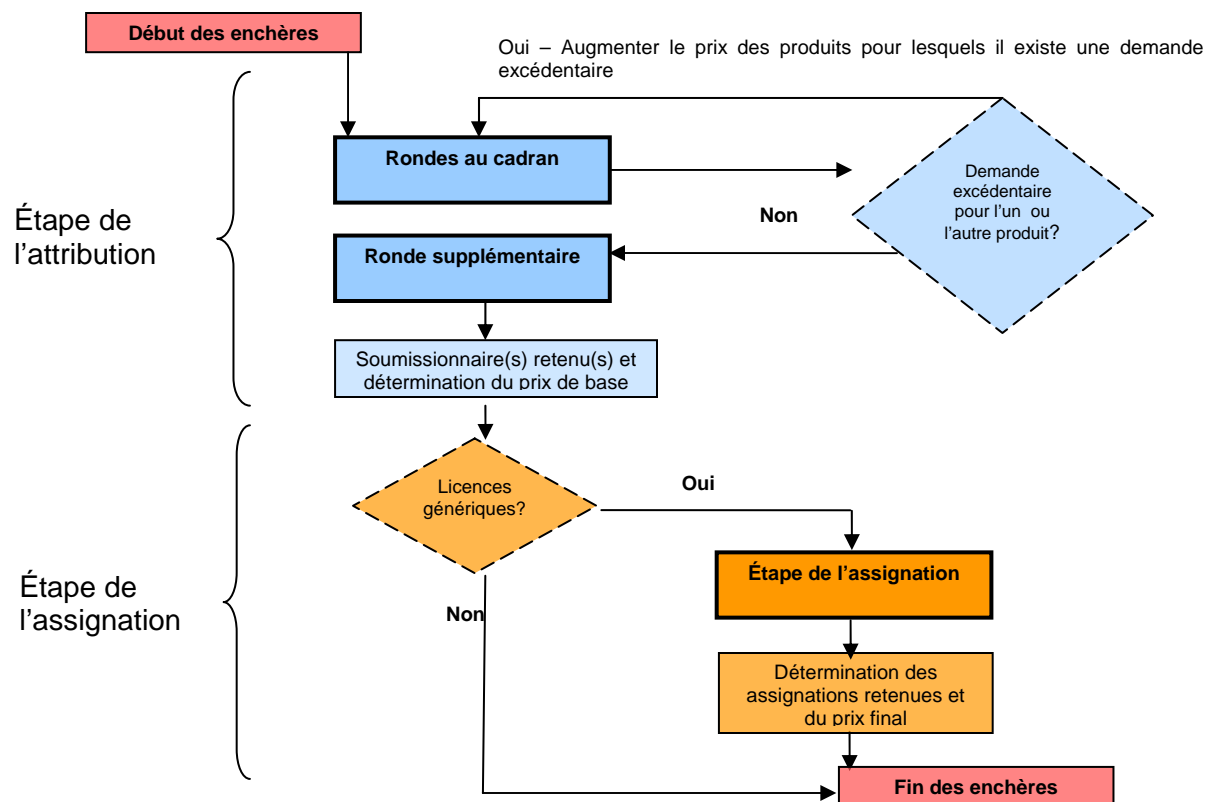 Début des enchères
Oui – Augmenter le prix des produits pour lesquels il existe une demande
excédentaire
Rondes au cadran
Demande
excédentaire
pour l'un ou
l'autre produit?
Non
Étape de
l'attribution
Ronde supplémentaire
Soumissionnaire(s) retenu(s) et
détermination du prix de base
Licences
génériques?
Oui
Étape de l'assignation
Étape de
l'assignation
Non
Détermination des
assignations retenues et
du prix final
Fin des enchères